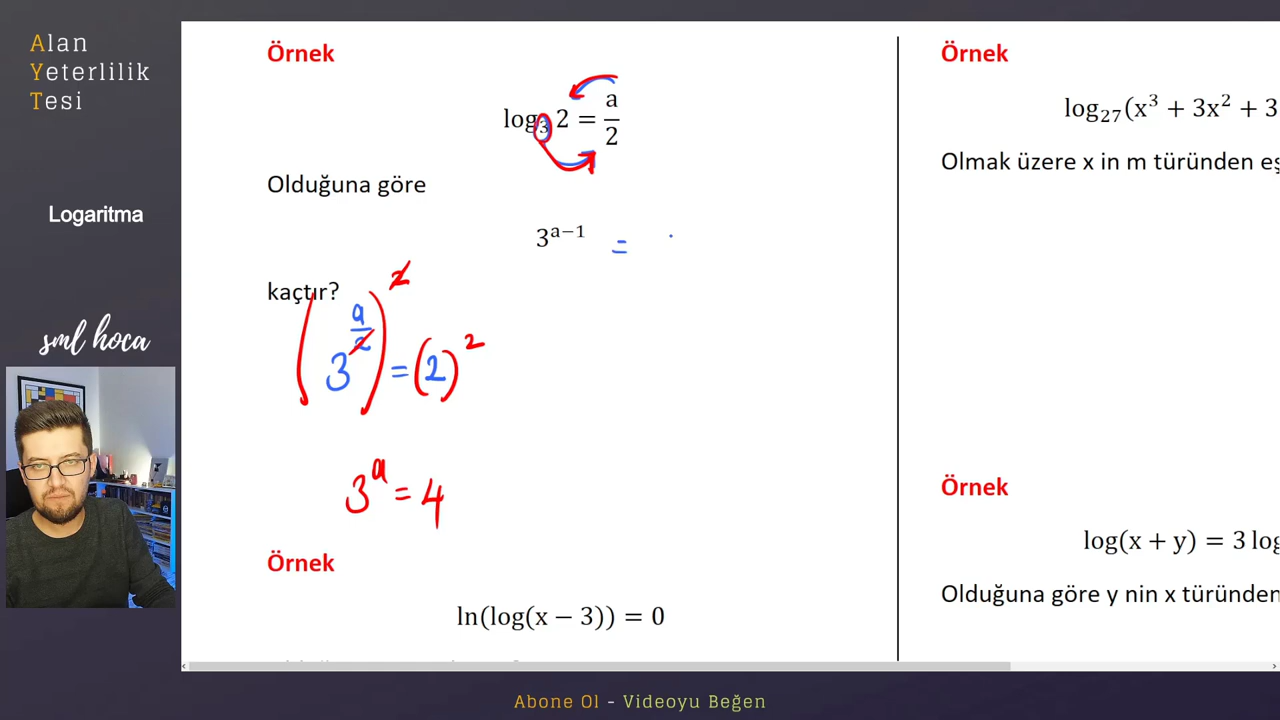 Alan
Yeterlilik
Tesi
Logaritma
sml hoca
Örnek
log₃ 2 = a/2
Olduğuna göre
3ᵃ⁻¹ =
kaçtır?
(3^(a/2))^2 = (2)^2
3ᵃ = 4
Örnek
ln(log(x − 3)) = 0
Örnek
log₂₇(x³ + 3x² + 3
Olmak üzere x in m türünden eş
Örnek
log(x + y) = 3 log
Olduğuna göre y nin x türünden
Abone Ol - Videoyu Beğen